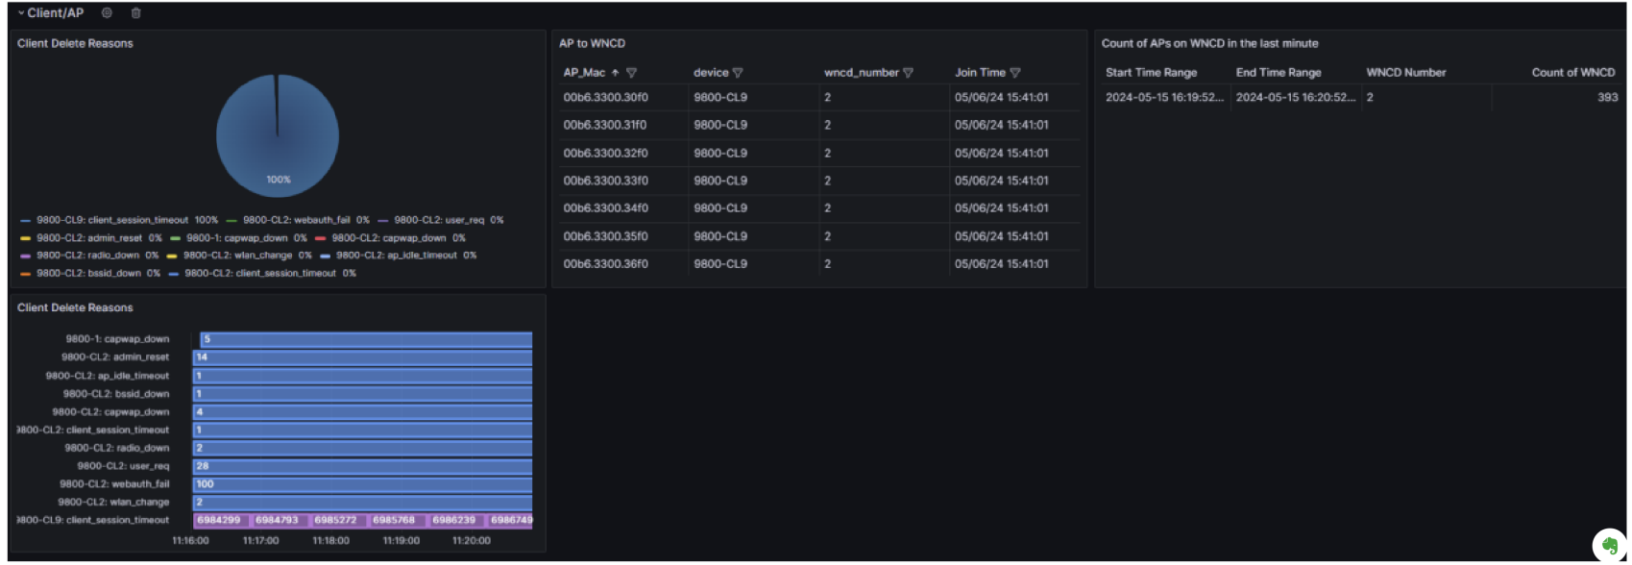 Client/AP
Client Delete Reasons
100%
9800-CL9: client_session_timeout 100% 9800-CL2: webauth_fail 0% 9800-CL2: user_req 0%
9800-CL2: admin_reset 0% 9800-1: capwap_down 0% 9800-CL2: capwap_down 0%
9800-CL2: radio_down 0% 9800-CL2: wlan_change 0% 9800-CL2: ap_idle_timeout 0%
9800-CL2: bssid_down 0% 9800-CL2: client_session_timeout 0%
AP to WNCD
AP_Mac device wncd_number Join Time
00b6.3300.30f0 9800-CL9 2 05/06/24 15:41:01
00b6.3300.31f0 9800-CL9 2 05/06/24 15:41:01
00b6.3300.32f0 9800-CL9 2 05/06/24 15:41:01
00b6.3300.33f0 9800-CL9 2 05/06/24 15:41:01
00b6.3300.34f0 9800-CL9 2 05/06/24 15:41:01
00b6.3300.35f0 9800-CL9 2 05/06/24 15:41:01
00b6.3300.36f0 9800-CL9 2 05/06/24 15:41:01
Count of APs on WNCD in the last minute
Start Time Range End Time Range WNCD Number Count of WNCD
2024-05-15 16:19:52... 2024-05-15 16:20:52... 2 393
Client Delete Reasons
9800-1: capwap_down 5
9800-CL2: admin_reset 14
9800-CL2: ap_idle_timeout 1
9800-CL2: bssid_down 1
9800-CL2: capwap_down 4
9800-CL2: client_session_timeout 1
9800-CL2: radio_down 2
9800-CL2: user_req 28
9800-CL2: webauth_fail 100
9800-CL2: wlan_change 2
9800-CL9: client_session_timeout 6984299 6984793 6985272 6985768 6986239 6986749
11:16:00 11:17:00 11:18:00 11:19:00 11:20:00